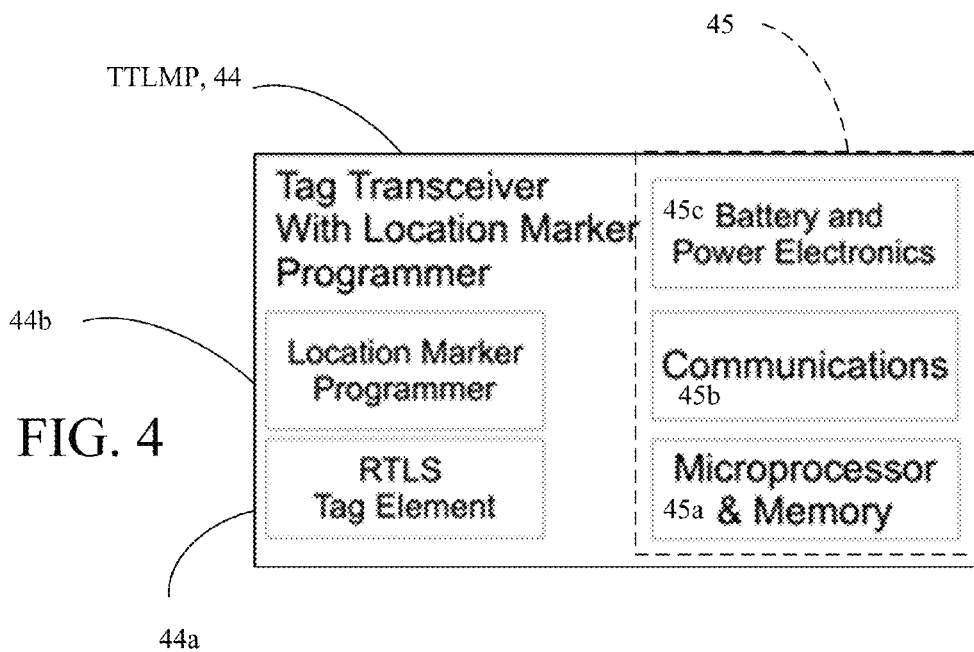 45
TTLMP, 44
Tag Transceiver
With Location Marker
Programmer
45c Battery and
Power Electronics
44b
Location Marker
Programmer
Communications
45b
FIG. 4
RTLS
Tag Element
Microprocessor
45a & Memory
44a